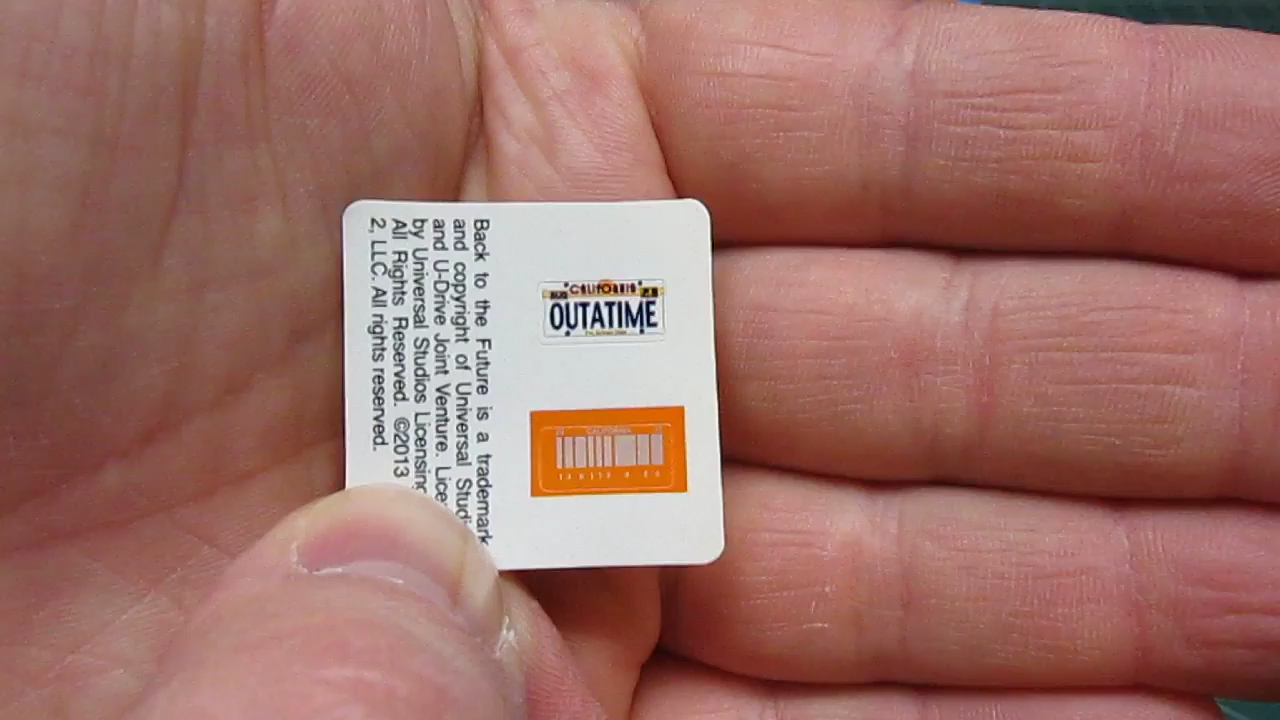 Back to the Future is a trademark
and copyright of Universal Studi
and U-Drive Joint Venture. Lice
by Universal Studios Licensing
All Rights Reserved. ©2013
2, LLC. All rights reserved.
CALIFORNIA
OUTATIME
CALIFORNIA